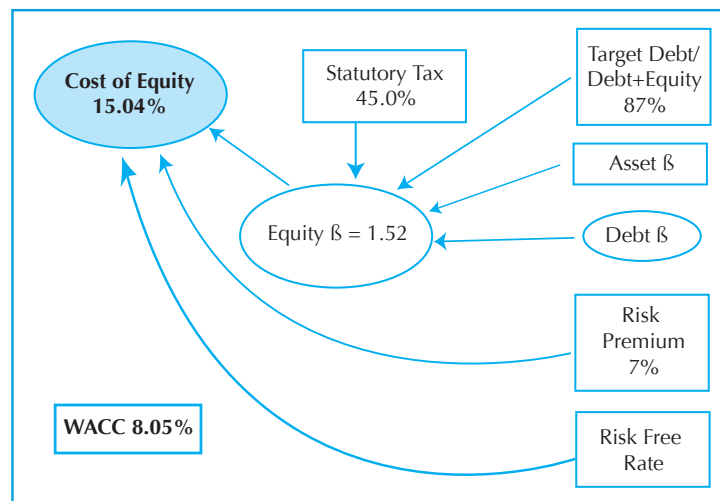 Cost of Equity
15.04%
Statutory Tax
45.0%
Target Debt/
Debt+Equity
87%
Asset ß
Equity ß = 1.52
Debt ß
Risk
Premium
7%
WACC 8.05%
Risk Free
Rate